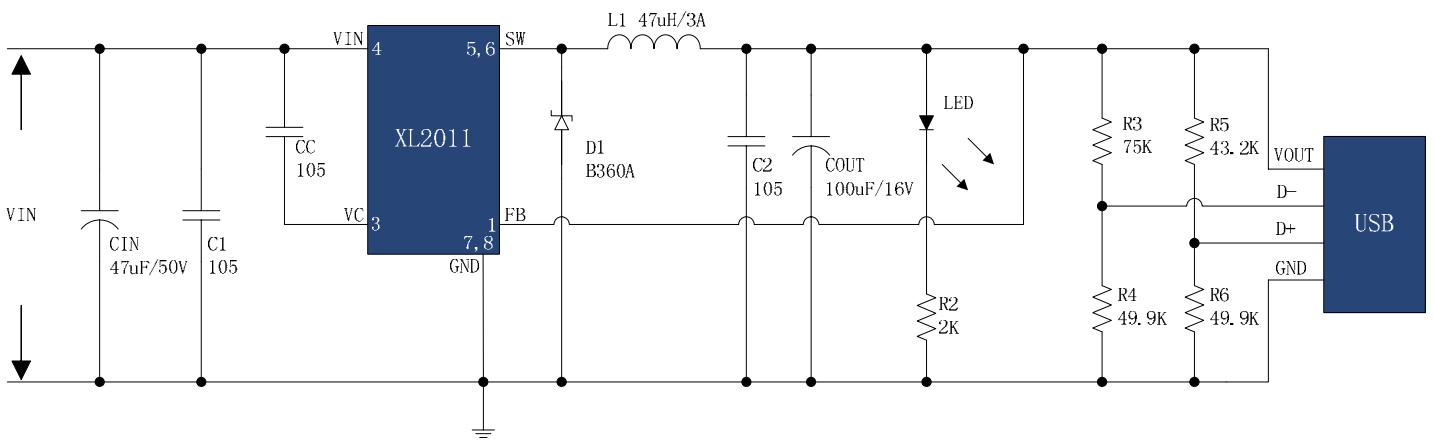 L1 47uH/3A
VIN
4
5,6
SW
LED
XL2011
CC
105
D1
B360A
C2
105
COUT
100uF/16V
R3
75K
R5
43.2K
VOUT
D-
D+
GND
USB
VIN
VC
3
1
FB
7,8
GND
CIN
47uF/50V
C1
105
R2
2K
R4
49.9K
R6
49.9K